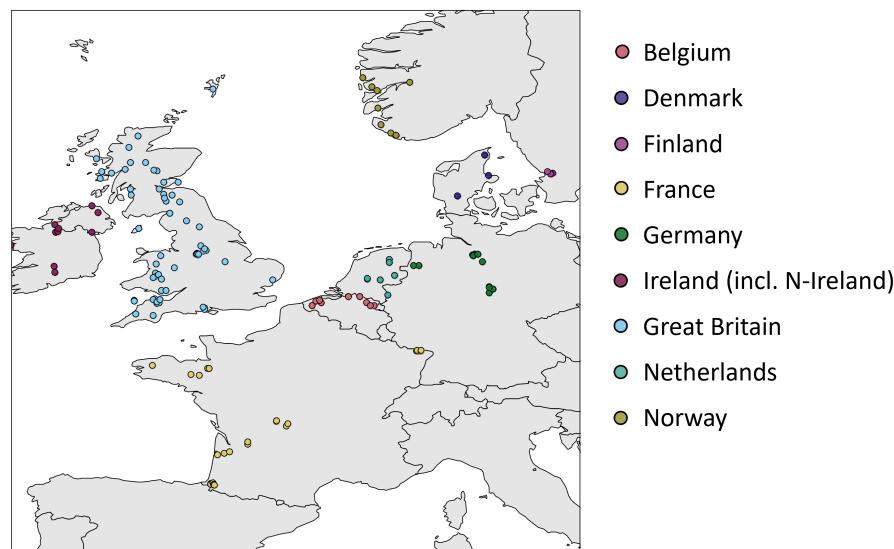 Belgium
Denmark
Finland
France
Germany
Ireland (incl. N-Ireland)
Great Britain
Netherlands
Norway